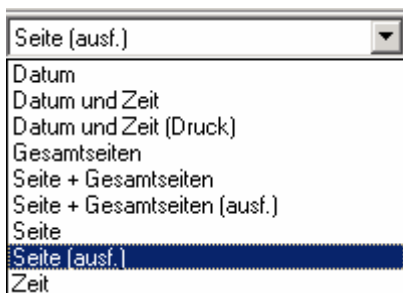 Seite (ausf.)
Datum
Datum und Zeit
Datum und Zeit (Druck)
Gesamtseiten
Seite + Gesamtseiten
Seite + Gesamtseiten (ausf.)
Seite
Seite (ausf.)
Zeit